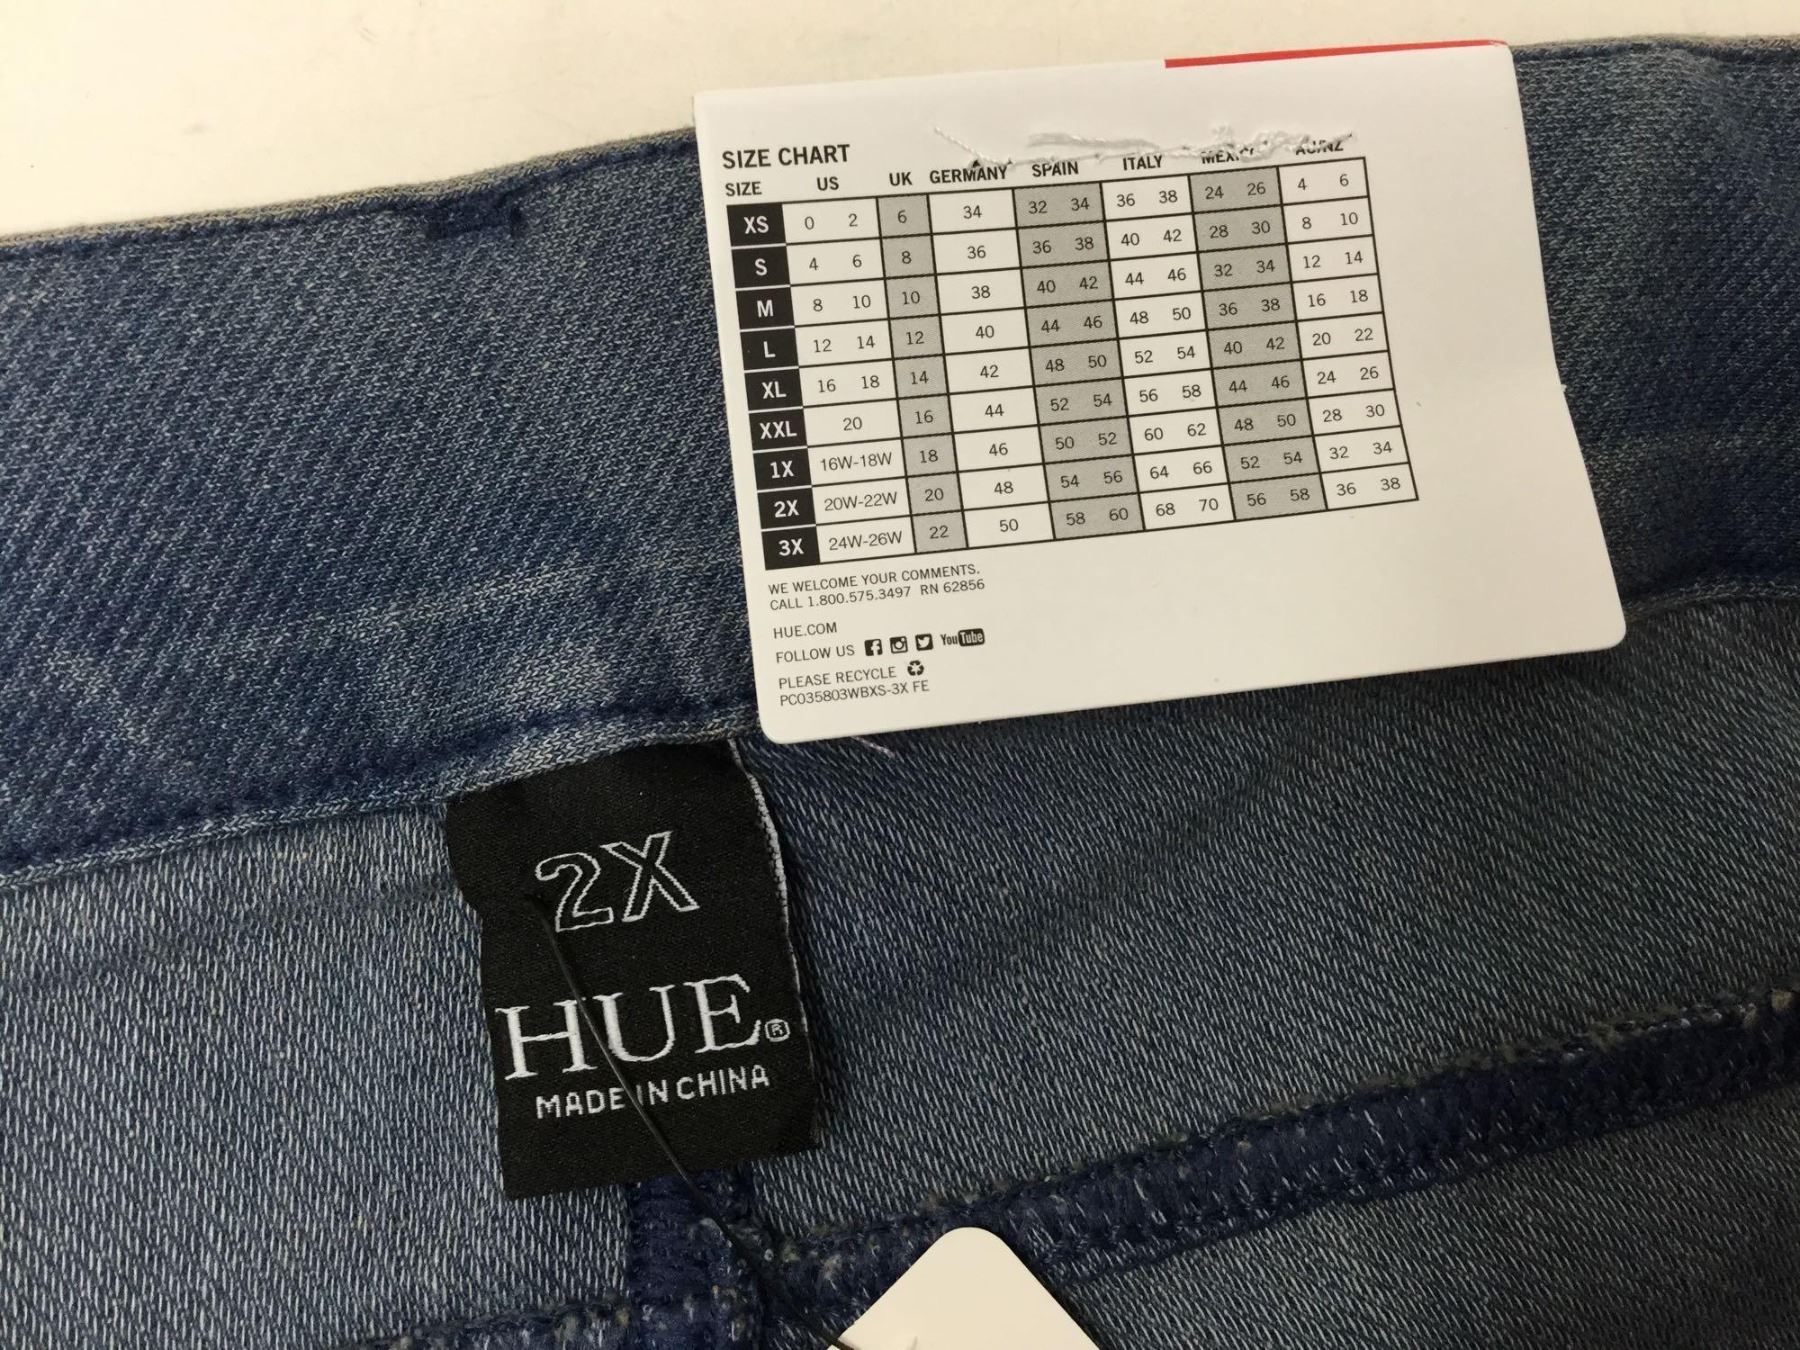 SIZE CHART
SIZE US UK GERMANY SPAIN ITALY MEXICO AU/NZ
XS 0 2 6 34 32 34 36 38 24 26 4 6
S 4 6 8 36 36 38 40 42 28 30 8 10
M 8 10 10 38 40 42 44 46 32 34 12 14
L 12 14 12 40 44 46 48 50 36 38 16 18
XL 16 18 14 42 48 50 52 54 40 42 20 22
XXL 20 16 44 52 54 56 58 44 46 24 26
1X 16W-18W 18 46 50 52 60 62 48 50 28 30
2X 20W-22W 20 48 54 56 64 66 52 54 32 34
3X 24W-26W 22 50 58 60 68 70 56 58 36 38
WE WELCOME YOUR COMMENTS.
CALL 1.800.575.3497 RN 62856
HUE.COM
FOLLOW US YouTube
PLEASE RECYCLE
PC035803WBXS-3X FE
2X
HUE®
MADE IN CHINA